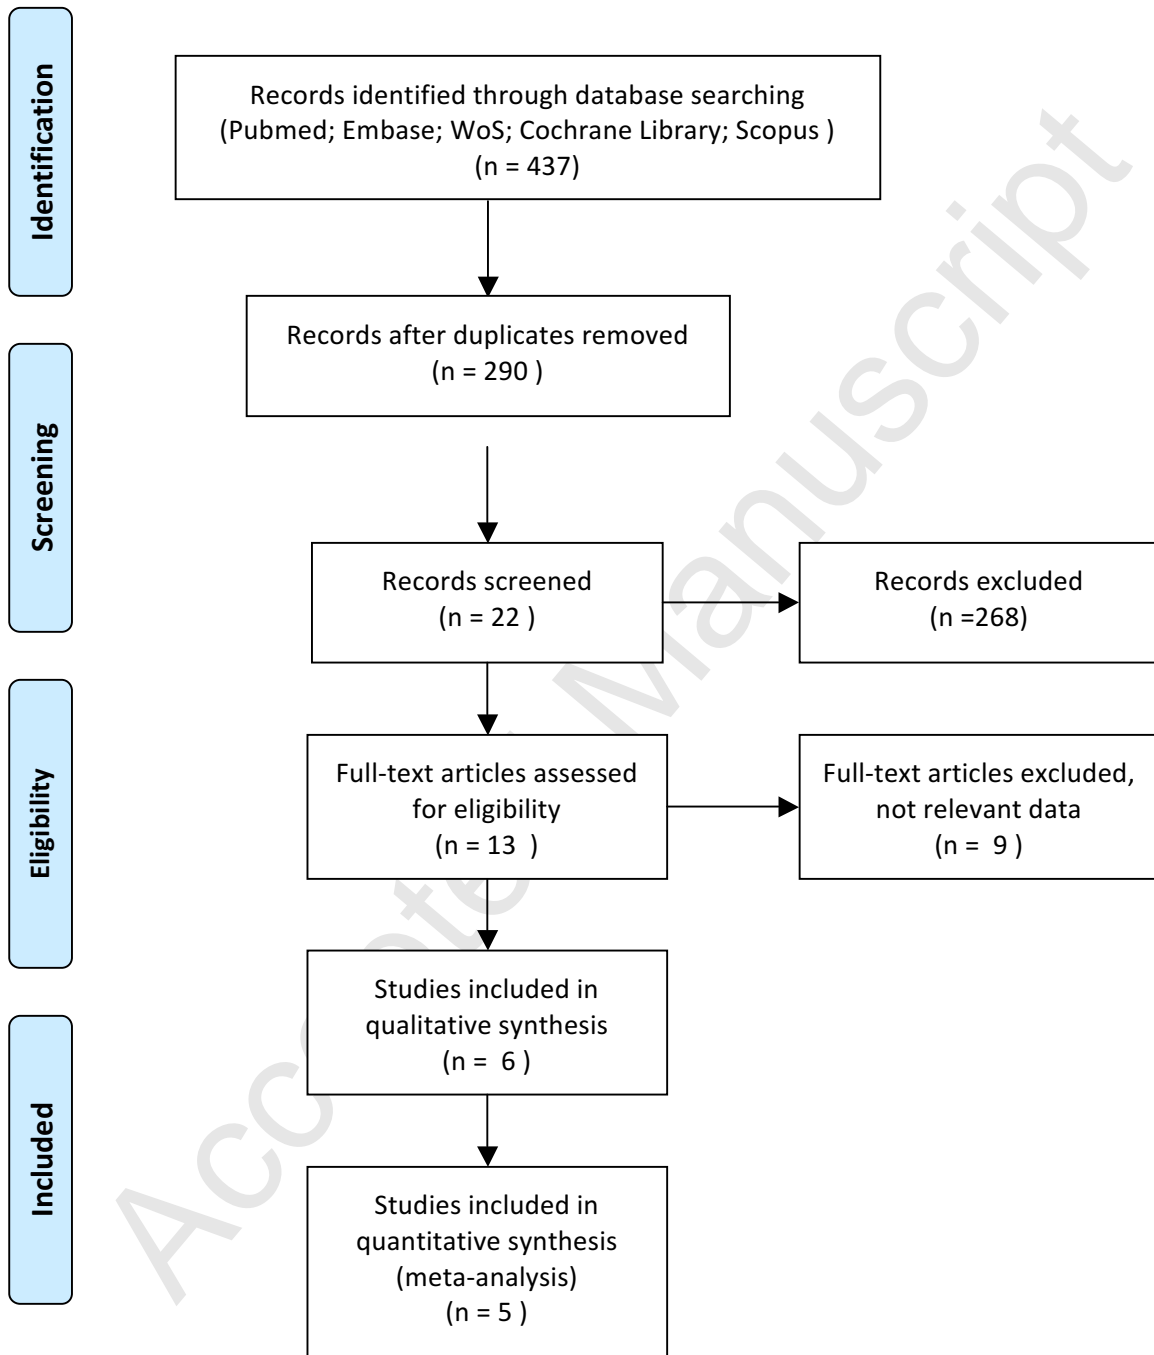 Identification
Records identified through database searching
(Pubmed; Embase; WoS; Cochrane Library; Scopus )
(n = 437)
Records after duplicates removed
(n = 290 )
Screening
Records screened
(n = 22 )
Records excluded
(n =268)
Eligibility
Full-text articles assessed
for eligibility
(n = 13  )
Full-text articles excluded,
not relevant data
(n =  9 )
Studies included in
qualitative synthesis
(n =  6 )
Included
Studies included in
quantitative synthesis
(meta-analysis)
(n = 5 )
Accepted Manuscript